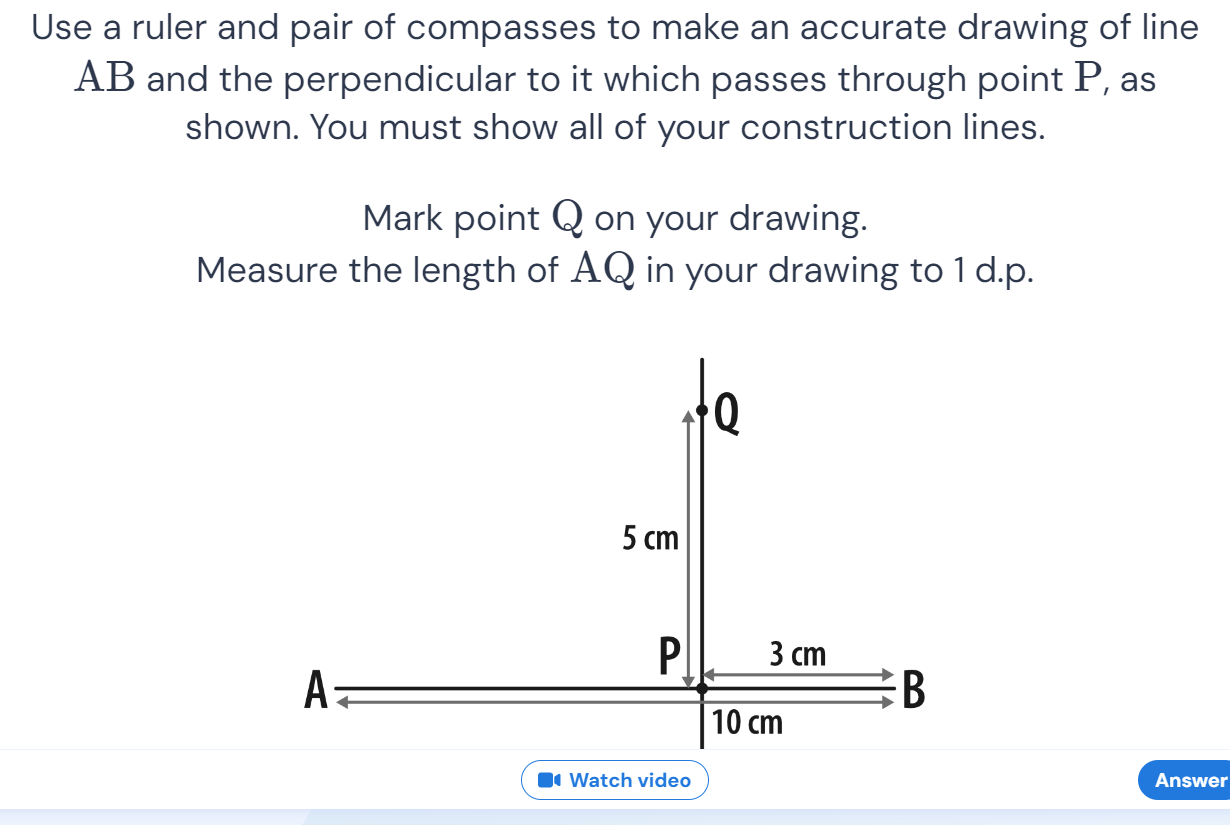 Use a ruler and pair of compasses to make an accurate drawing of line
AB and the perpendicular to it which passes through point P, as
shown. You must show all of your construction lines.
Mark point Q on your drawing.
Measure the length of AQ in your drawing to 1 d.p.
Q
5 cm
P
3 cm
A
B
10 cm
Watch video
Answer